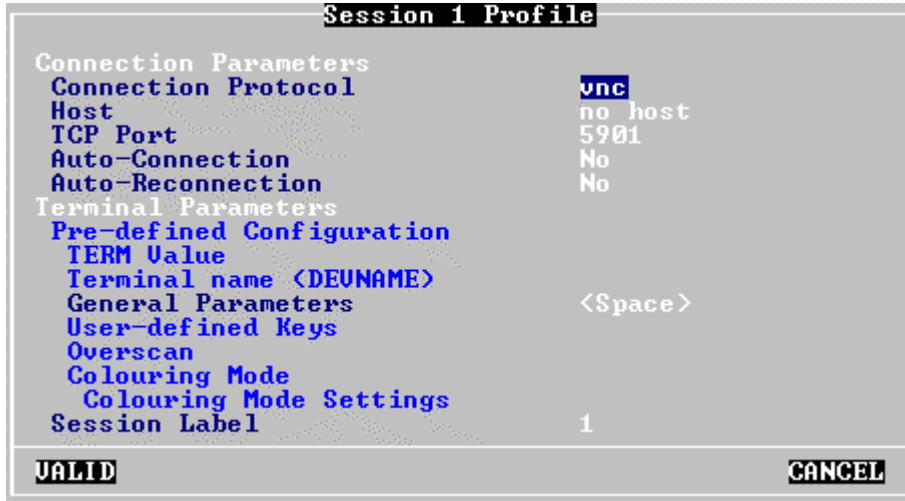 Session 1 Profile
Connection Parameters
Connection Protocol vnc
Host no host
TCP Port 5901
Auto-Connection No
Auto-Reconnection No
Terminal Parameters
Pre-defined Configuration
TERM Value
Terminal name (DEVNAME)
General Parameters <Space>
User-defined Keys
Overscan
Colouring Mode
Colouring Mode Settings
Session Label 1
VALID CANCEL